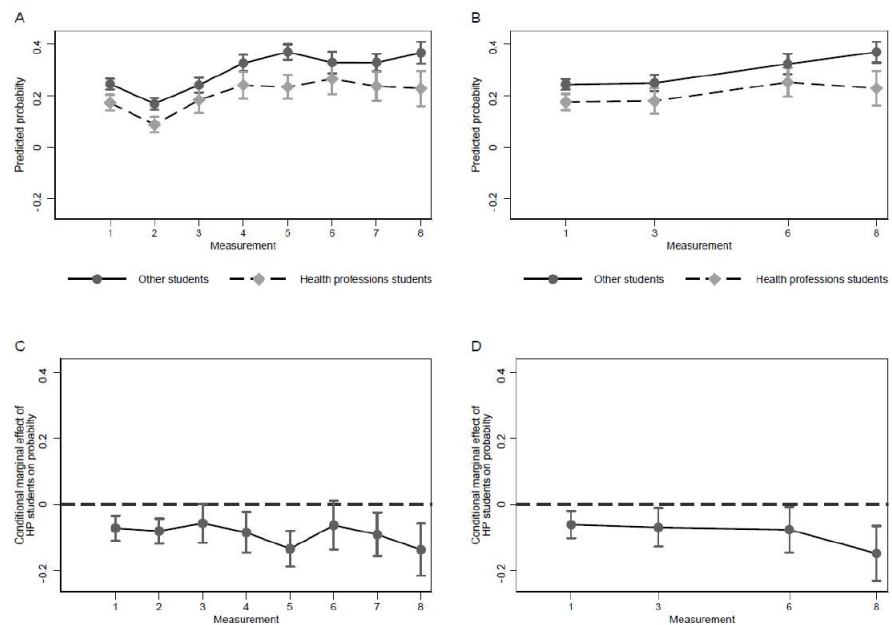 A
Predicted probability
0.4
0.2
0
-0.2
1 2 3 4 5 6 7 8
Measurement
Other students Health professions students
B
Predicted probability
0.4
0.2
0
-0.2
1 3 6 8
Measurement
Other students Health professions students
C
Conditional marginal effect of
HP students on probability
0.4
0.2
0
-0.2
1 2 3 4 5 6 7 8
Measurement
D
Conditional marginal effect of
HP students on probability
0.4
0.2
0
-0.2
1 3 6 8
Measurement